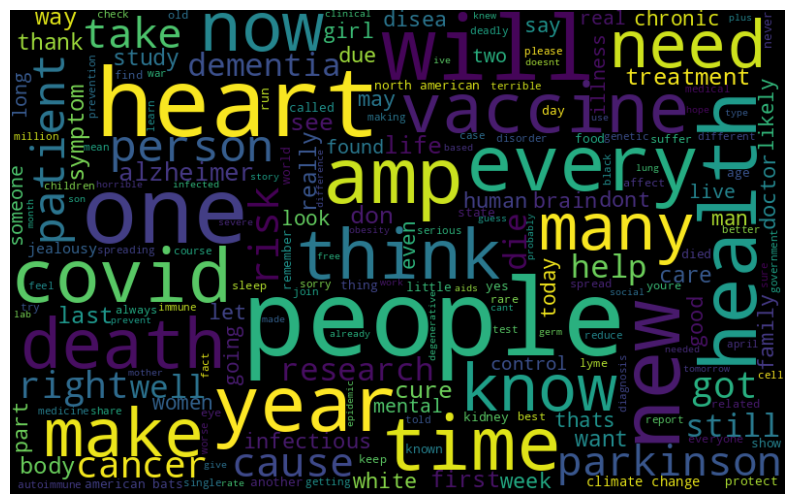 way
check
old
now
girl
clinical
knew
deadly
plus
say
disea
will
real
chronic
never
need
thank
take
study
due
ive
please
doesnt
two
treatment
long
dementia
north american
terrible
day
illness
medical
hope
million
prevention
find
war
patient
symptom
heart
run
called
making
see
may
vaccine
use
type
likely
mean
learn
person
really
found
life
case
disorder
food
genetic
suffer
different
someone
children
son
alzheimer
story
difference
world
based
amp
every
lung
black
affect
age
health
doctor
month
horrible
infected
one
risk
don
human
brain
dont
live
government
severe
look
even
state
die
many
man
better
jealousy
spreading
remember
think
obesity
serious
guess
probably
died
covid
feel
course
sleep
free
help
today
spread
youre
care
sure
family
lab
try
always
prevent
immune
sorry
join
thing
work
aids
little
yes
rare
cant
social
good
death
last
let
made
people
already
degenerative
test
germ
reduce
new
needed
april
tomorrow
going
research
control
lyme
diagnosis
got
cell
right
well
mother
fact
cure
know
related
part
medicine
share
women
year
epidemic
mental
kidney
best
thats
report
everyone
still
make
worse
eye
told
time
want
show
body
cancer
infectious
known
cause
keep
parkinson
autoimmune
american bats
give
single
rate
another
getting
white
first
week
climate change
protect